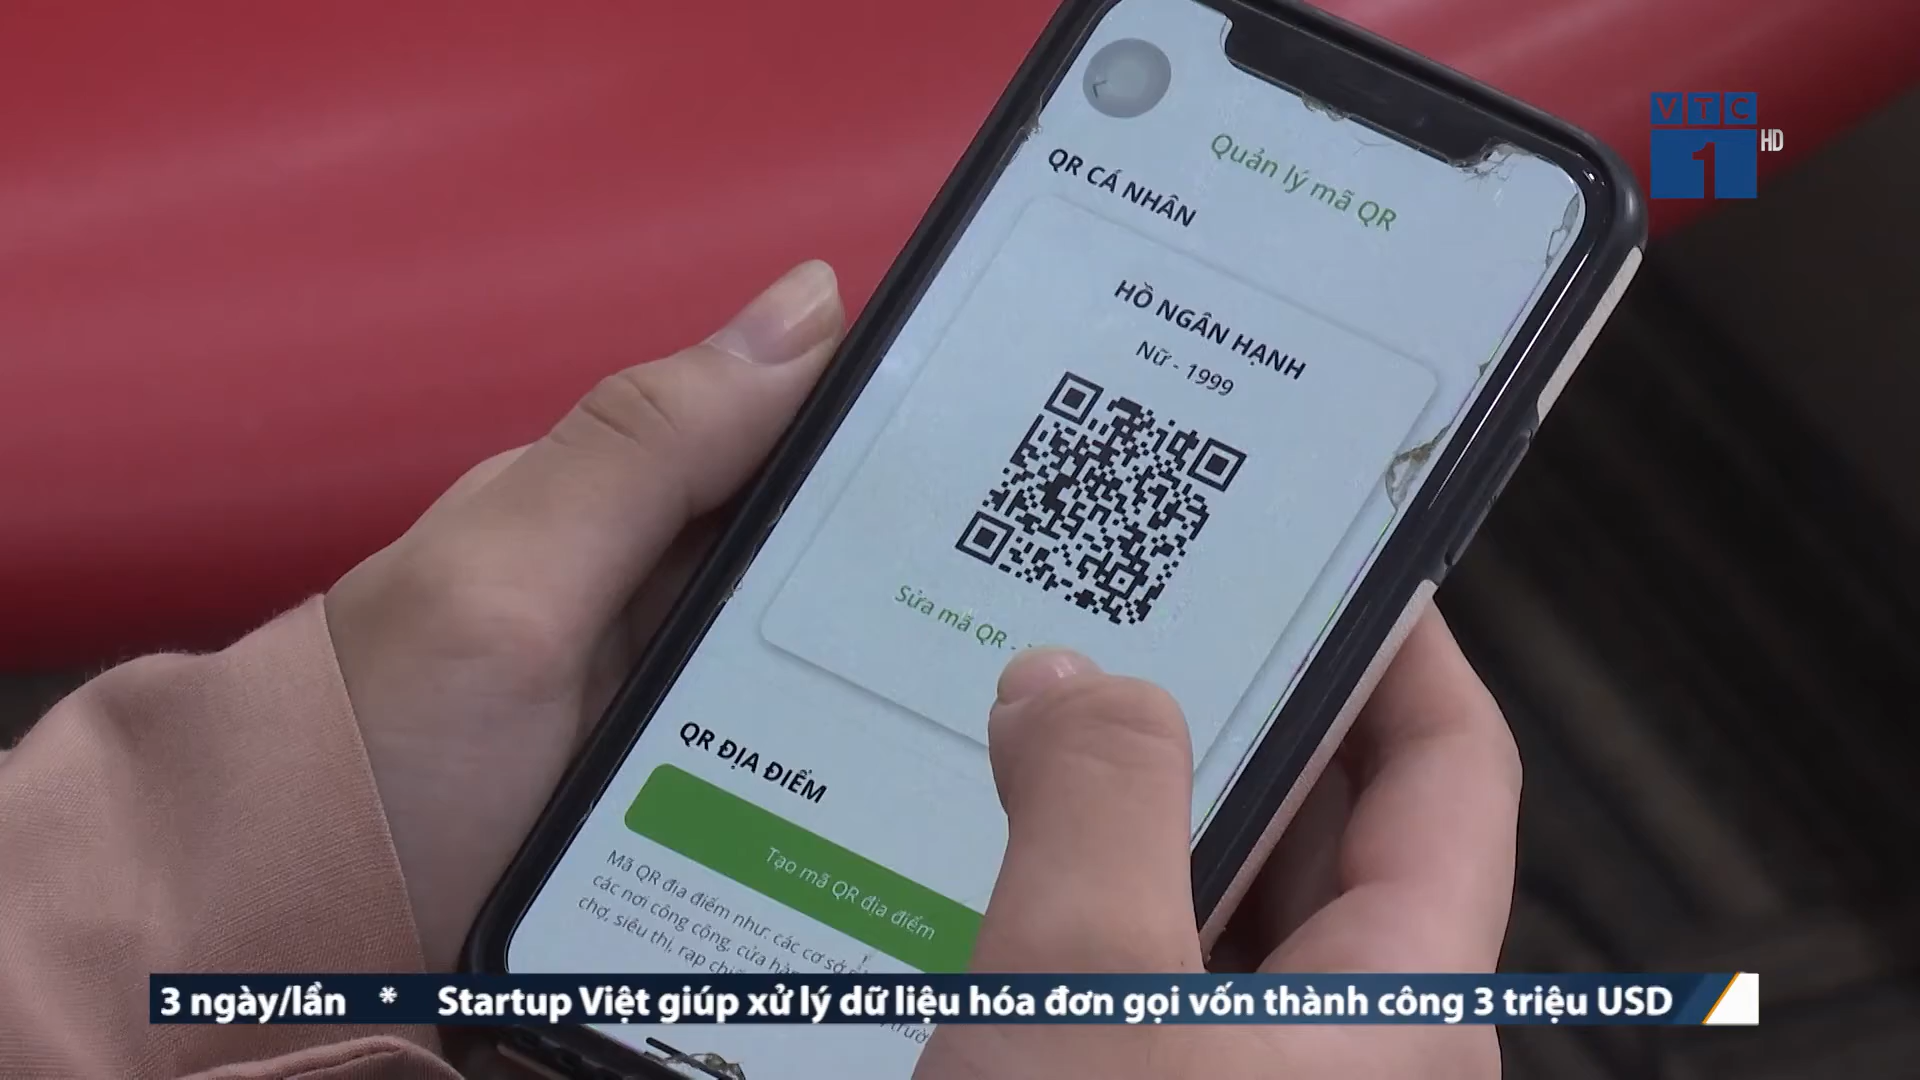 VTC
1 HD
Quản lý mã QR
QR CÁ NHÂN
HỒ NGÂN HẠNH
Nữ - 1999
Sửa mã QR -
QR ĐỊA ĐIỂM
Tạo mã QR địa điểm
Mã QR địa điểm như: các cơ sở
các nơi công cộng, cửa hàn
chợ, siêu thị, rạp chi
3 ngày/lần * Startup Việt giúp xử lý dữ liệu hóa đơn gọi vốn thành công 3 triệu USD